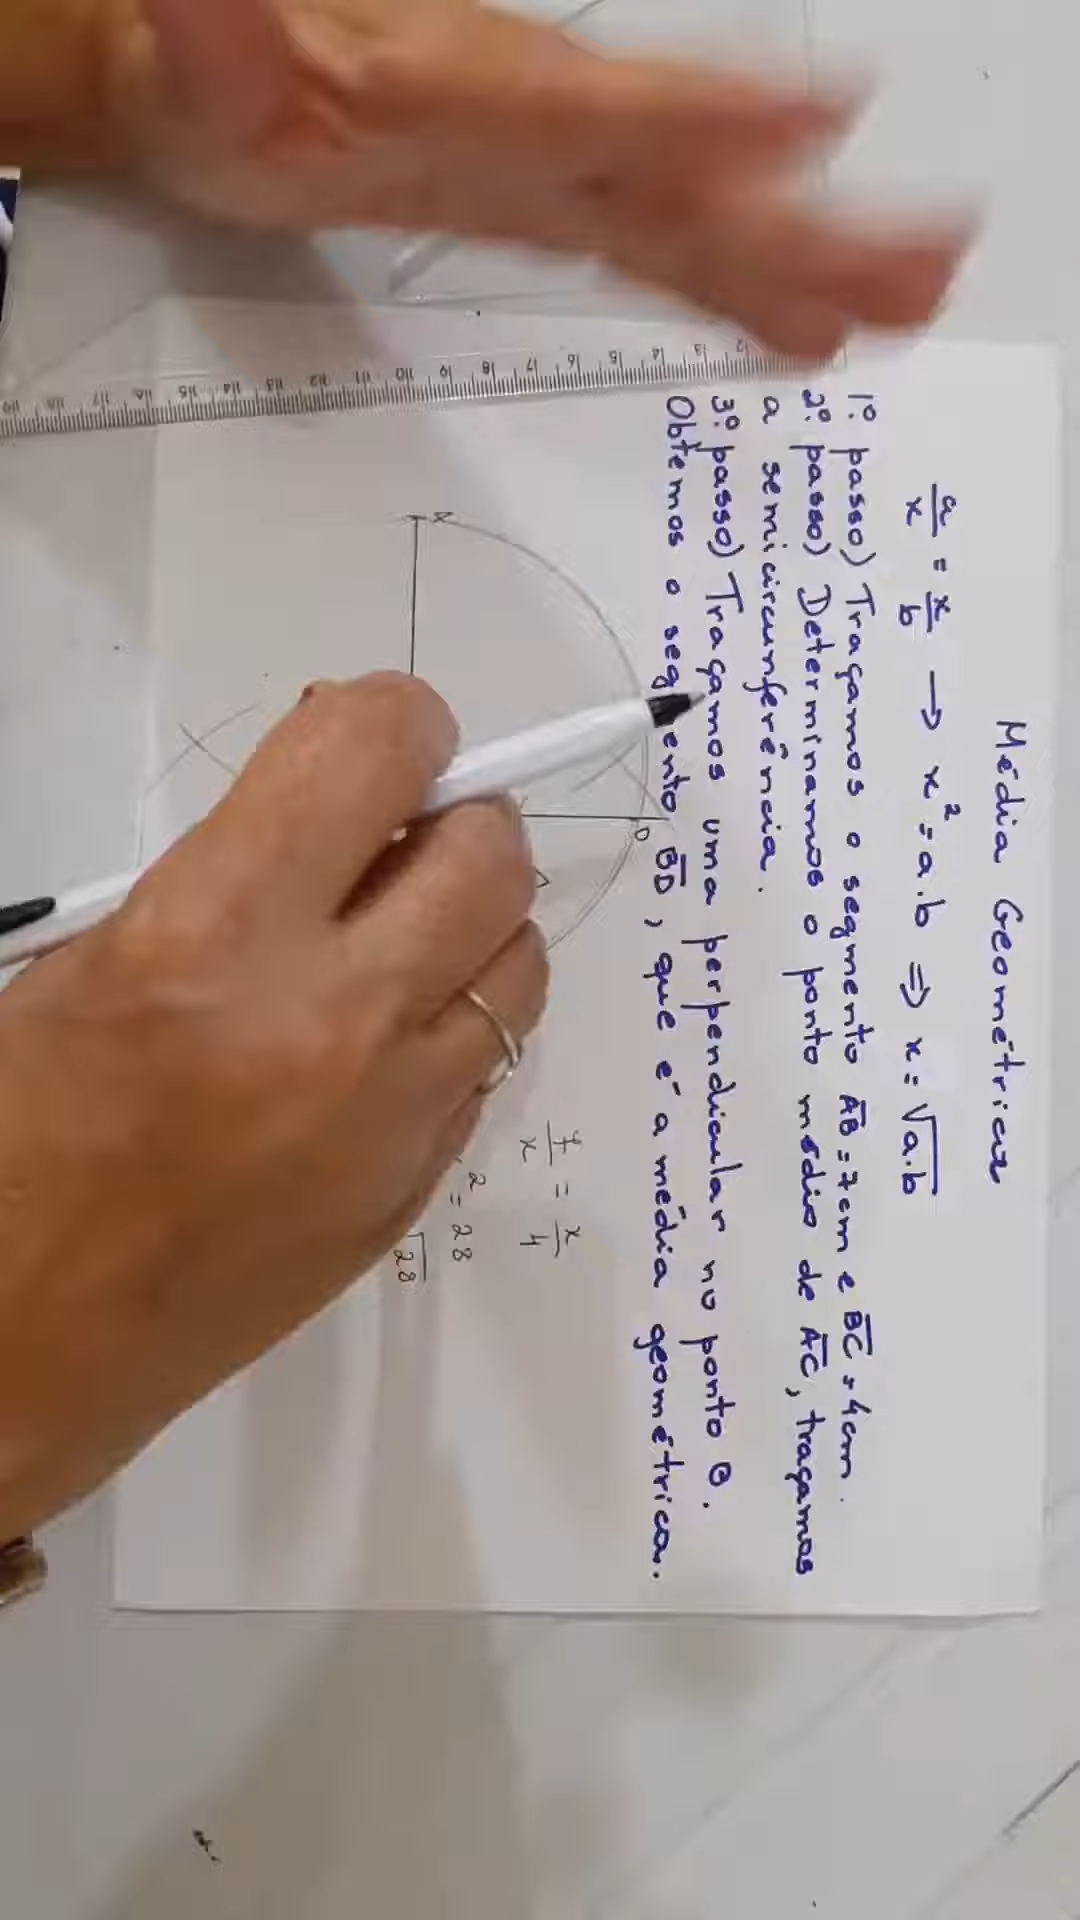 Média Geométrica
a/x = x/b → x² = a.b ⇒ x = √a.b
1º passo) Traçamos o segmento AB = 7cm e BC = 4cm.
2º passo) Determinamos o ponto médio de AC, traçamos
a semicircunferência.
3º passo) Traçamos uma perpendicular no ponto B.
Obtemos o segmento BD, que é a média geométrica.
A
D
7/x = x/4
² = 28
√28